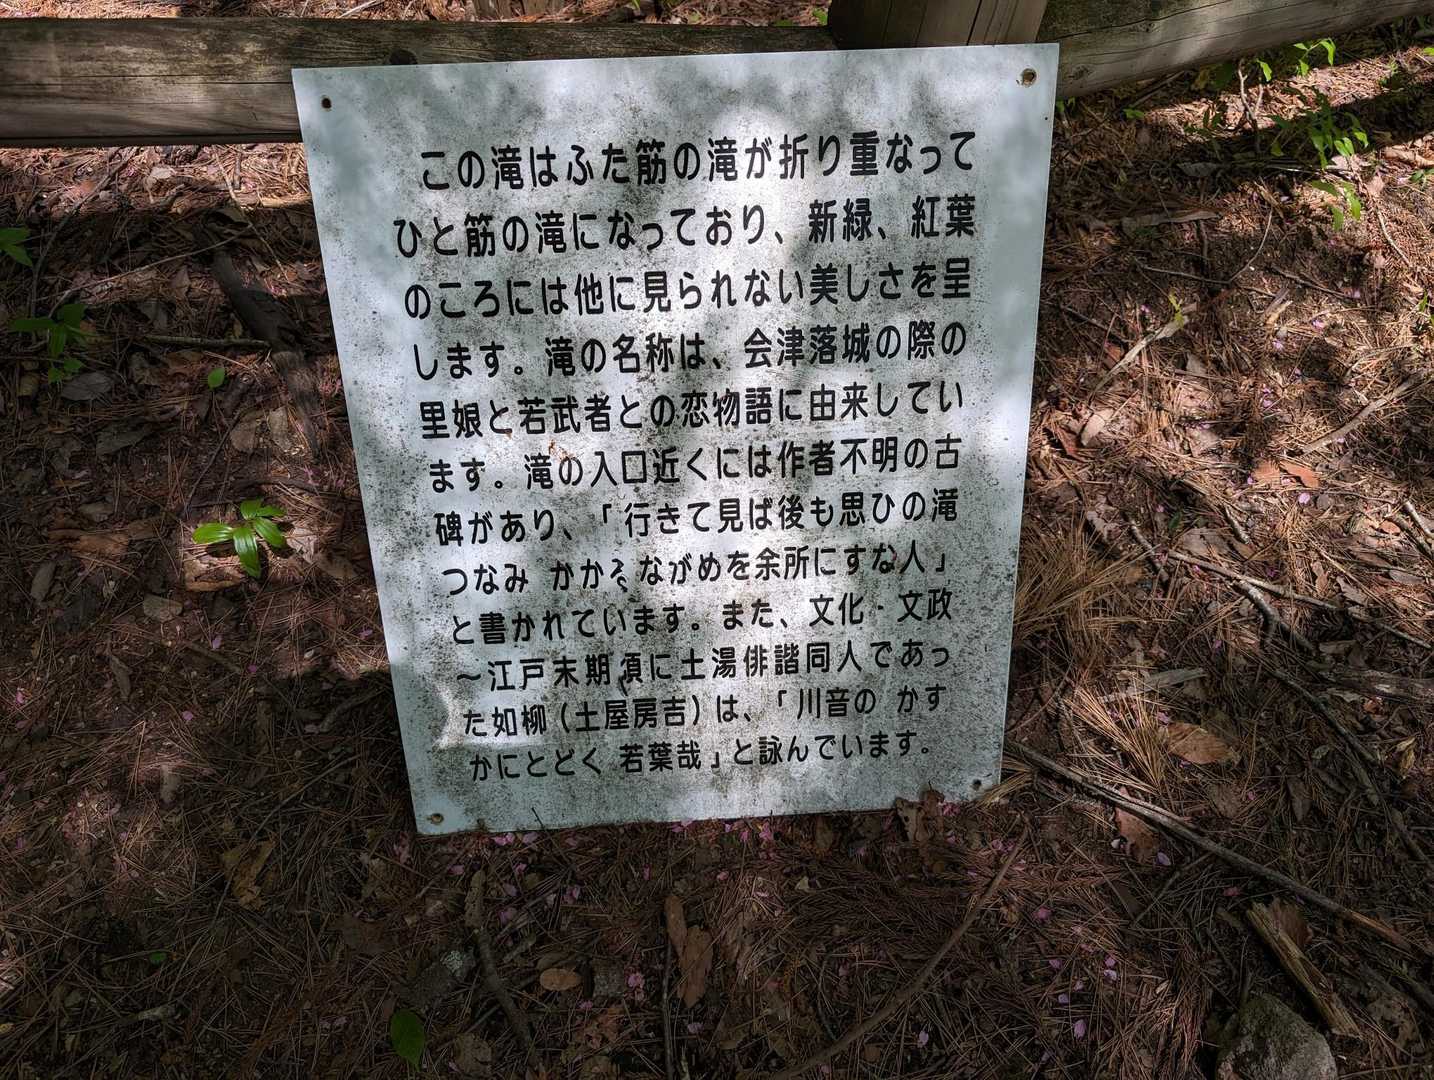 この滝はふた筋の滝が折り重なって
ひと筋の滝になっており、新緑、紅葉
のころには他に見られない美しさを呈
します。滝の名称は、会津落城の際の
里娘と若武者との恋物語に由来してい
ます。滝の入口近くには作者不明の古
碑があり、「行きて見ば後も思ひの滝
つなみ かかる ながめを余所にすな人」
と書かれています。また、文化・文政
～江戸末期頃に土湯俳諧同人であっ
た如柳（土屋房吉）は、「川音の かす
かにとどく 若葉哉」と詠んでいます。